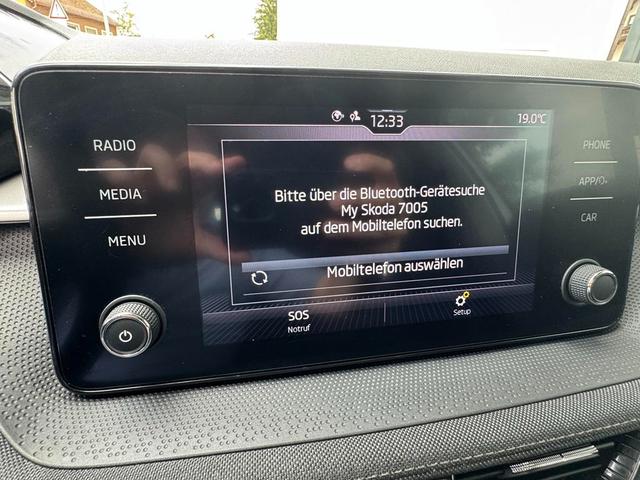 12:33
19.0°C
RADIO
MEDIA
MENU
Bitte über die Bluetooth-Gerätesuche
My Skoda 7005
auf dem Mobiltelefon suchen.
Mobiltelefon auswählen
SOS
Notruf
Setup
PHONE
APP/
CAR